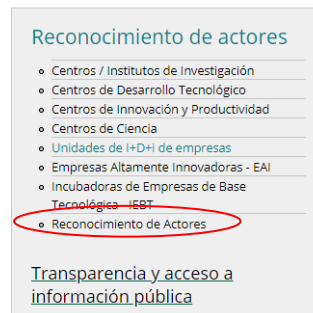 Reconocimiento de actores
Centros / Institutos de Investigación
Centros de Desarrollo Tecnológico
Centros de Innovación y Productividad
Centros de Ciencia
Unidades de I+D+i de empresas
Empresas Altamente Innovadoras - EAI
Incubadoras de Empresas de Base
Tecnológica - IEBT
Reconocimiento de Actores
Transparencia y acceso a
información pública